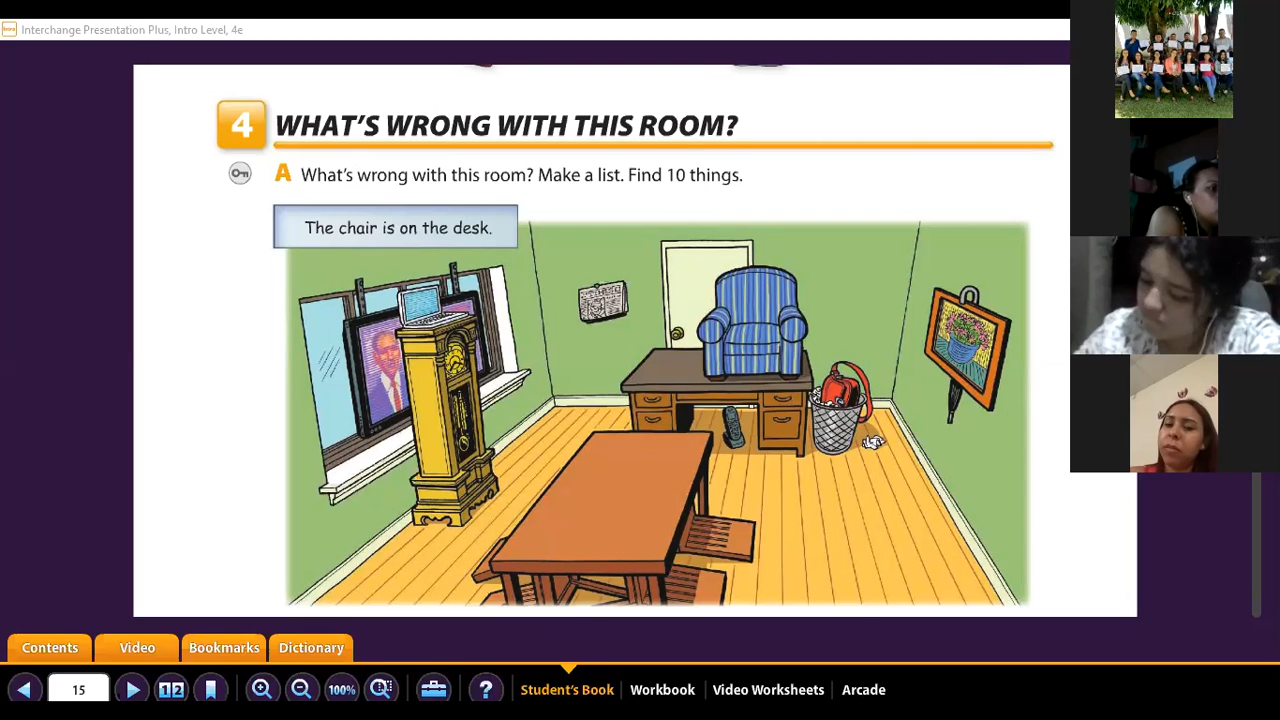 Interchange Presentation Plus, Intro Level, 4e
4 WHAT'S WRONG WITH THIS ROOM?
A What's wrong with this room? Make a list. Find 10 things.
The chair is on the desk.
Contents Video Bookmarks Dictionary
15 1 2 100% ? Student's Book Workbook Video Worksheets Arcade